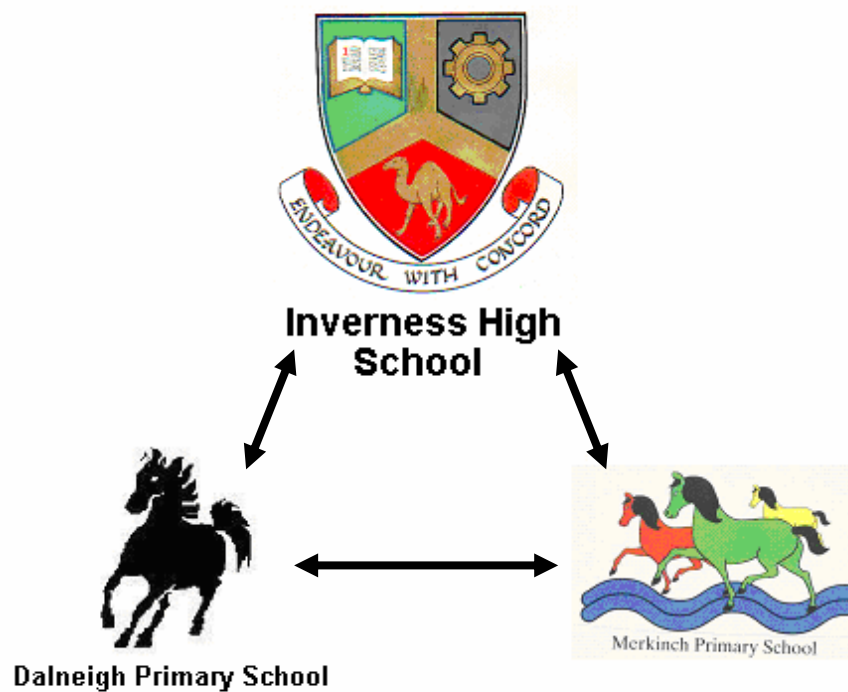 ENDEAVOUR WITH CONCORD
Inverness High
School
Merkinch Primary School
Dalneigh Primary School